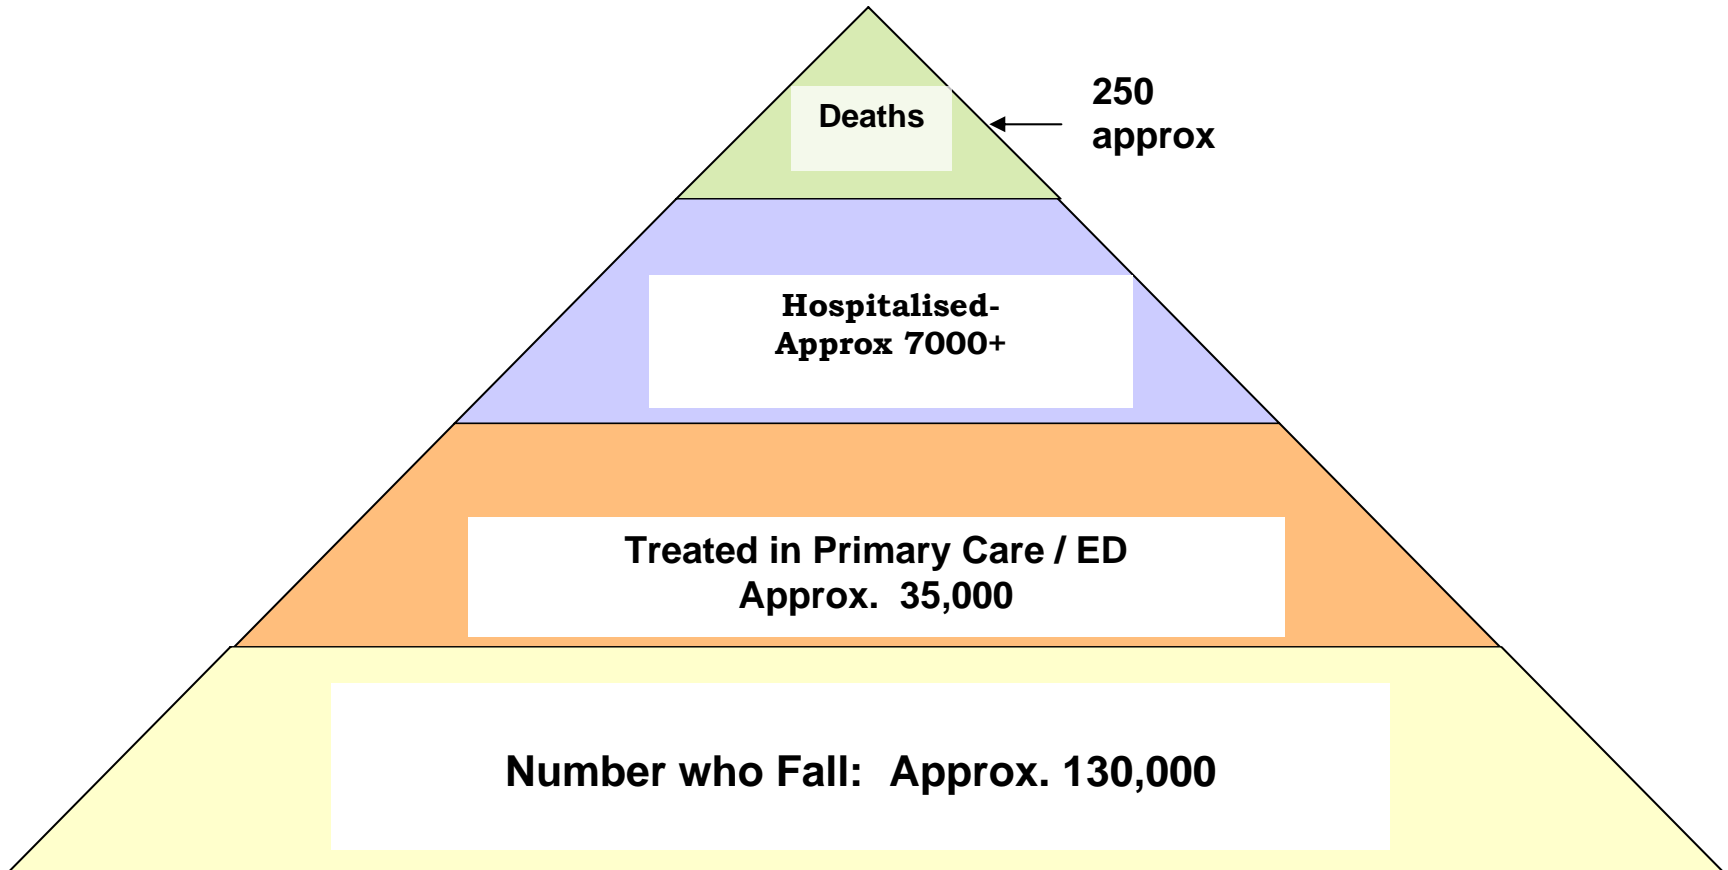 Deaths
250
approx
Hospitalised-
Approx 7000+
Treated in Primary Care / ED
Approx. 35,000
Number who Fall: Approx. 130,000